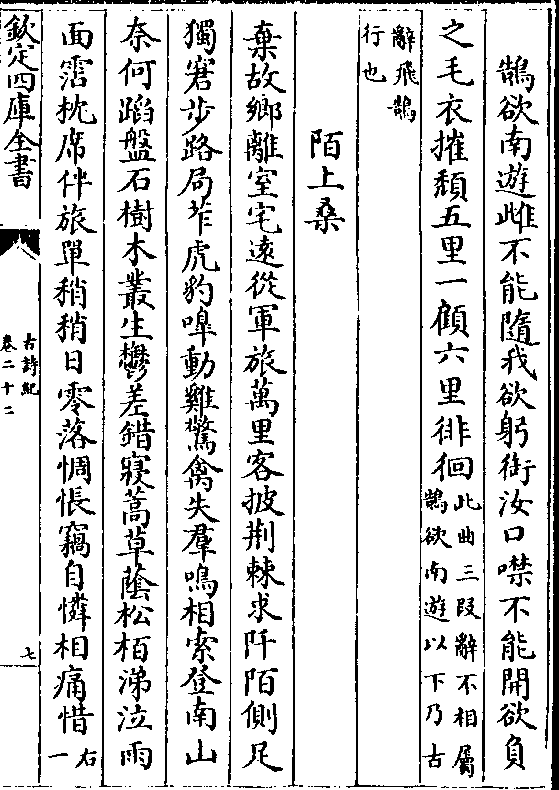 鵠欲南遊雌不能隨我欲躬銜汝口噤不能開欲負
之毛衣摧頹五里一顧六里徘徊此曲三段辭不相屬
鵠欲南遊以下乃古
辭飛鵠
行也
陌上桑
棄故鄉離室宅遠從軍旅萬里客披荊棘求阡陌側足
獨窘步路局苲虎豹嘷動雞驚禽失羣鳴相索登南山
奈何蹈盤石樹木叢生鬱差錯寢蒿草蔭松栢涕泣雨
面霑枕席伴旅單稍稍日零落惆悵竊自憐相痛惜右
一
欽定四庫全書
古詩紀
卷二十二
七